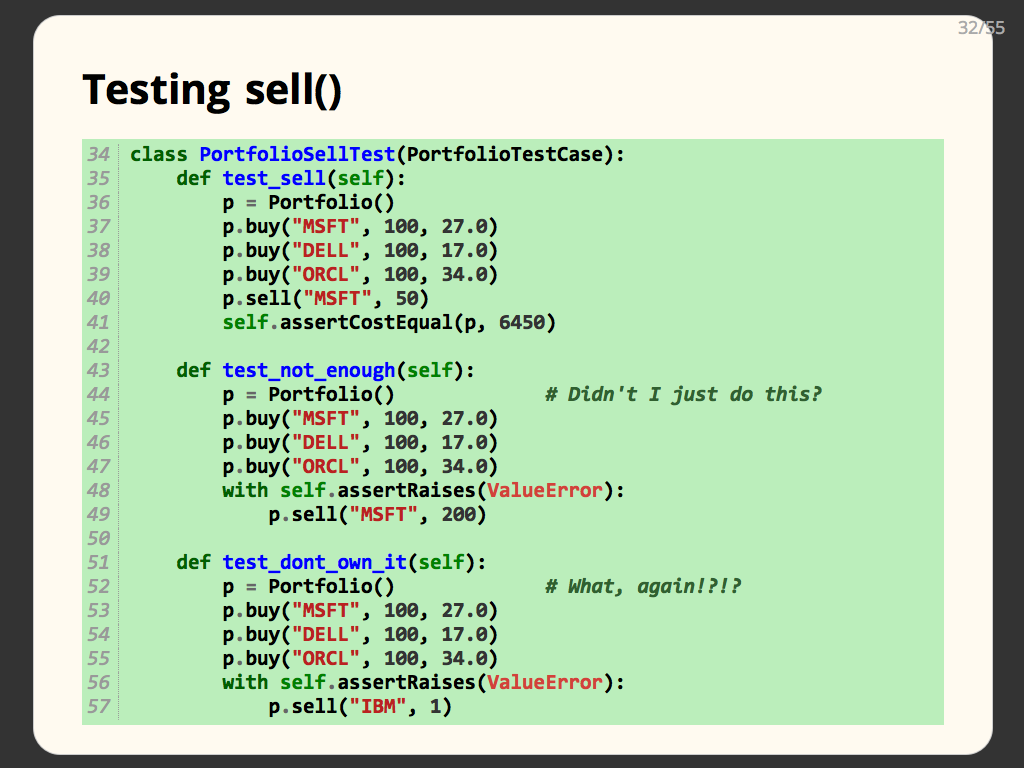 32/55
Testing sell()
34 class PortfolioSellTest(PortfolioTestCase):
35     def test_sell(self):
36         p = Portfolio()
37         p.buy("MSFT", 100, 27.0)
38         p.buy("DELL", 100, 17.0)
39         p.buy("ORCL", 100, 34.0)
40         p.sell("MSFT", 50)
41         self.assertCostEqual(p, 6450)
42
43     def test_not_enough(self):
44         p = Portfolio()             # Didn't I just do this?
45         p.buy("MSFT", 100, 27.0)
46         p.buy("DELL", 100, 17.0)
47         p.buy("ORCL", 100, 34.0)
48         with self.assertRaises(ValueError):
49             p.sell("MSFT", 200)
50
51     def test_dont_own_it(self):
52         p = Portfolio()             # What, again!?!?
53         p.buy("MSFT", 100, 27.0)
54         p.buy("DELL", 100, 17.0)
55         p.buy("ORCL", 100, 34.0)
56         with self.assertRaises(ValueError):
57             p.sell("IBM", 1)